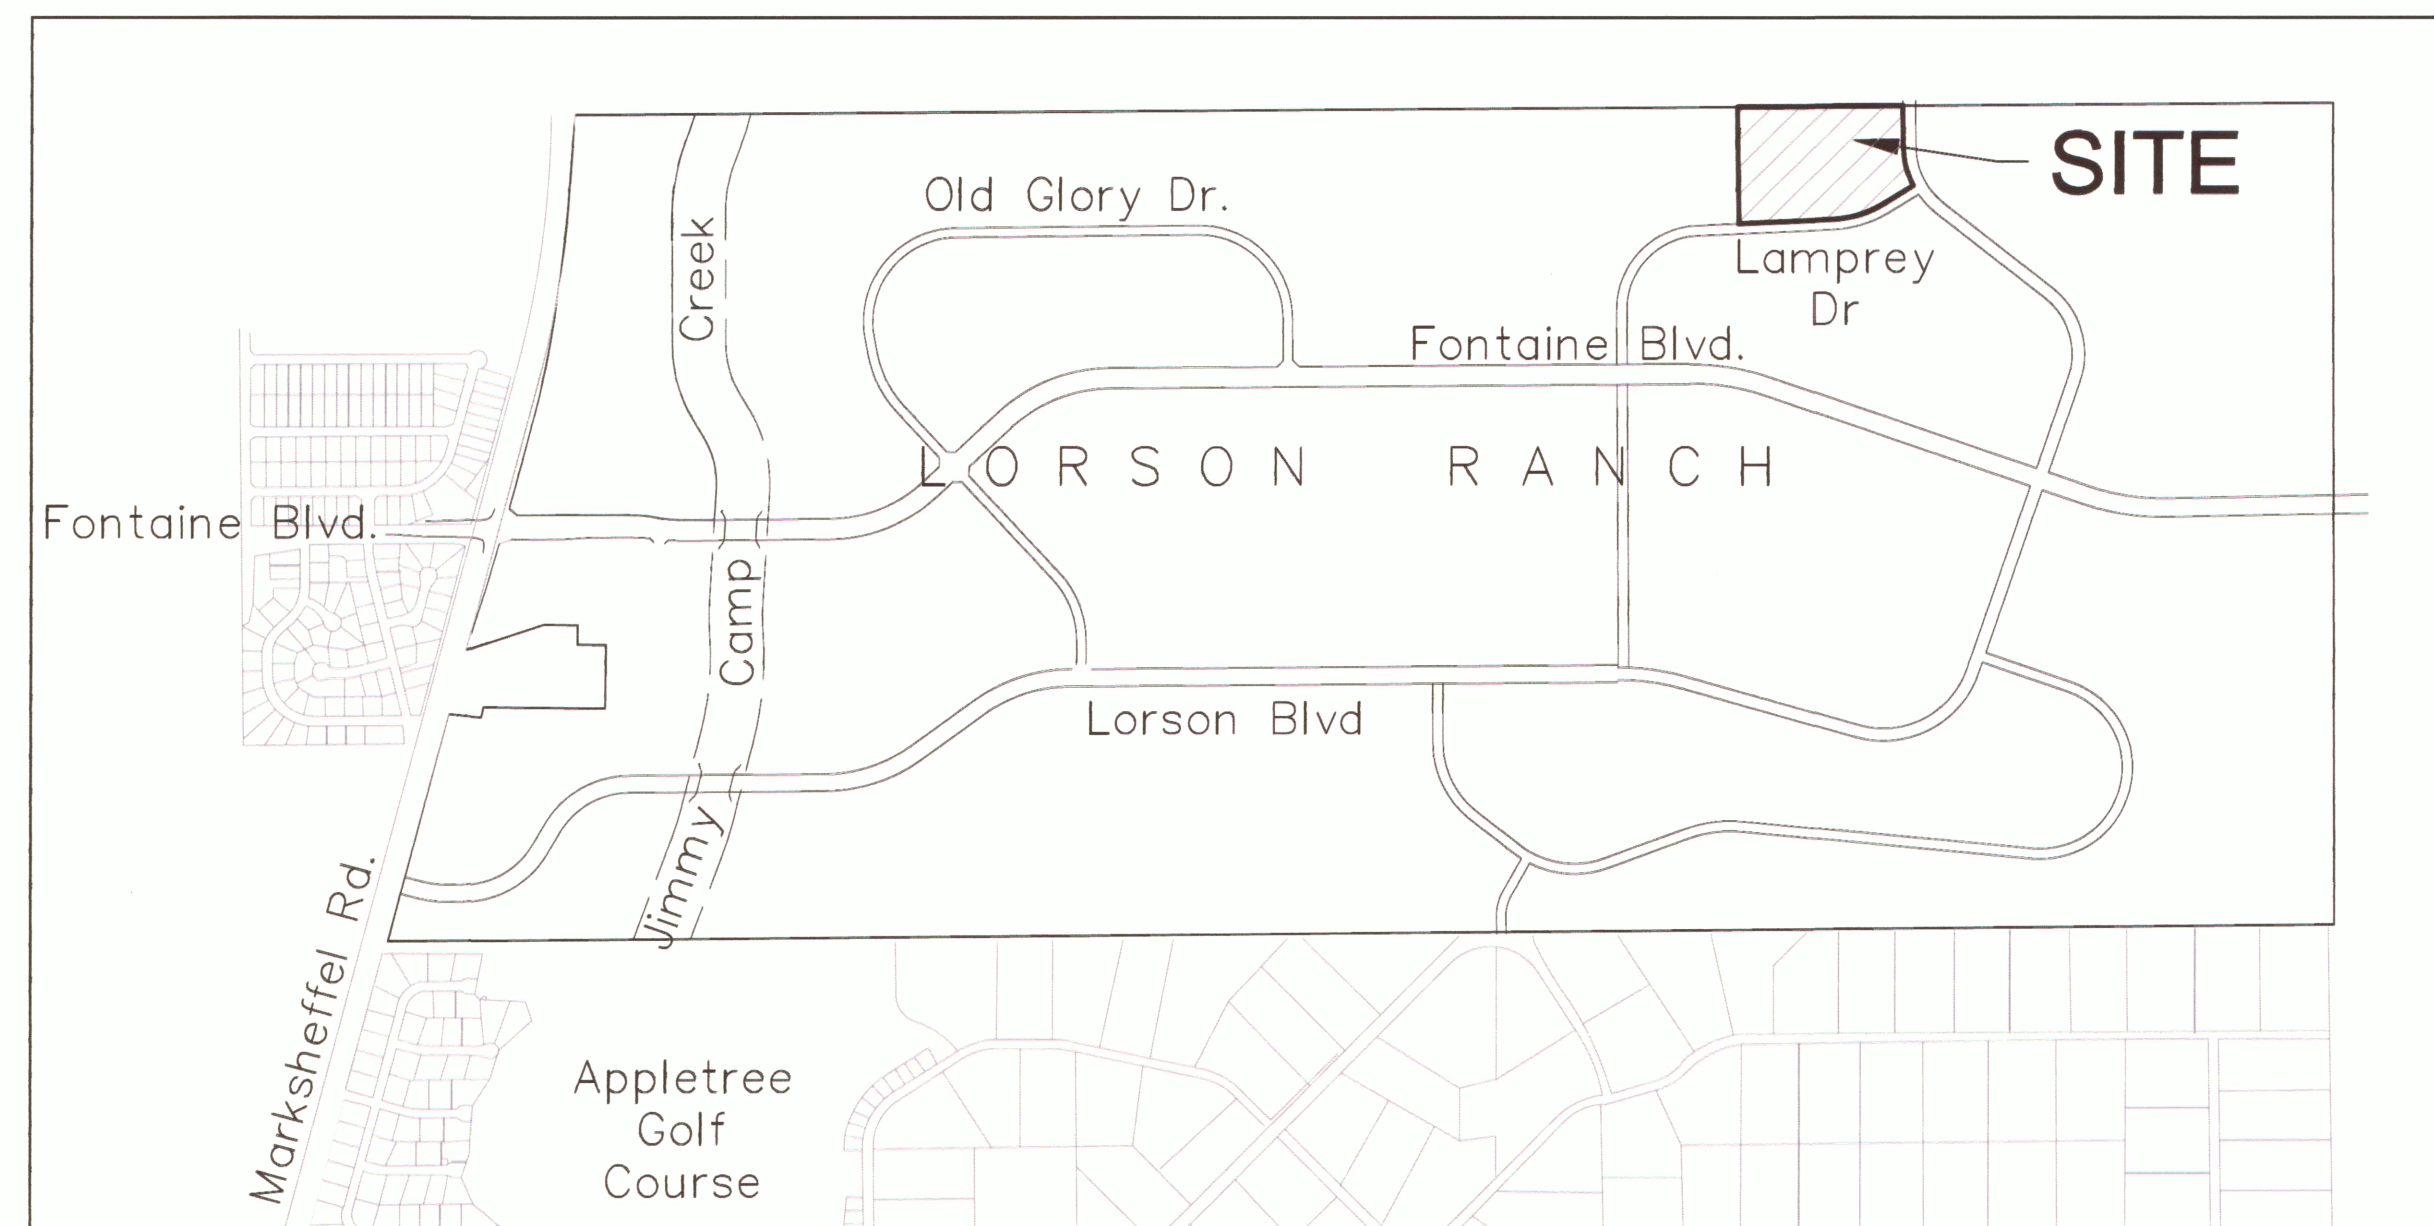 SITE
Old Glory Dr.
Creek
Lamprey
Dr
Fontaine Blvd.
LORSON RANCH
Fontaine Blvd.
Camp
Lorson Blvd
Jimmy
Marksheffel Rd.
Appletree
Golf
Course